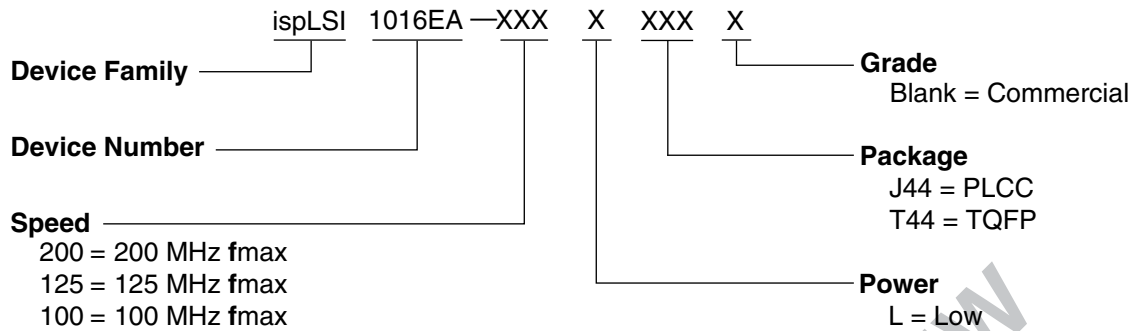 ispLSI 1016EA — XXX X XXX X
Device Family
Device Number
Speed
200 = 200 MHz fmax
125 = 125 MHz fmax
100 = 100 MHz fmax
Grade
Blank = Commercial
Package
J44 = PLCC
T44 = TQFP
Power
L = Low